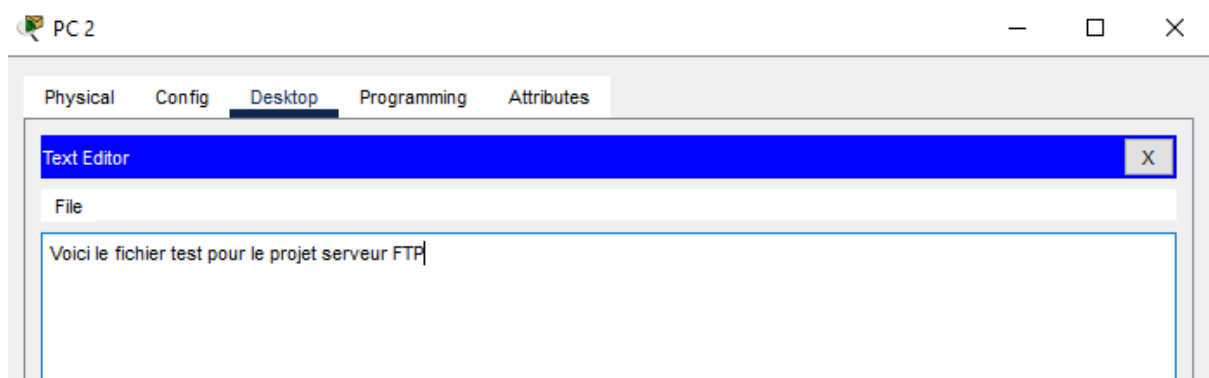 PC 2
Physical Config Desktop Programming Attributes
Text Editor X
File
Voici le fichier test pour le projet serveur FTP